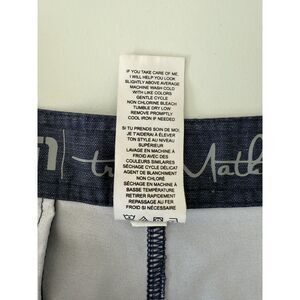 IF YOU TAKE CARE OF ME,
I WILL HELP YOU LOOK
SLIGHTLY ABOVE AVERAGE
MACHINE WASH COLD
WITH LIKE COLORS
GENTLE CYCLE
NON CHLORINE BLEACH
TUMBLE DRY LOW
REMOVE PROMPTLY
COOL IRON IF NEEDED
SI TU PRENDS SOIN DE MOI,
JE T'AIDERAI À ÉLEVER
TON STYLE AU NIVEAU
SUPÉRIEUR
LAVAGE EN MACHINE À
FROID AVEC DES
COULEURS SIMILAIRES
SÉCHAGE CYCLE DÉLICAT
AGENT DE BLANCHIMENT
NON CHLORÉ
SÉCHAGE EN MACHINE À
BASSE TEMPÉRATURE
RETIRER RAPIDEMENT
REPASSAGE AU FER
FROID SI NÉCESSAIRE